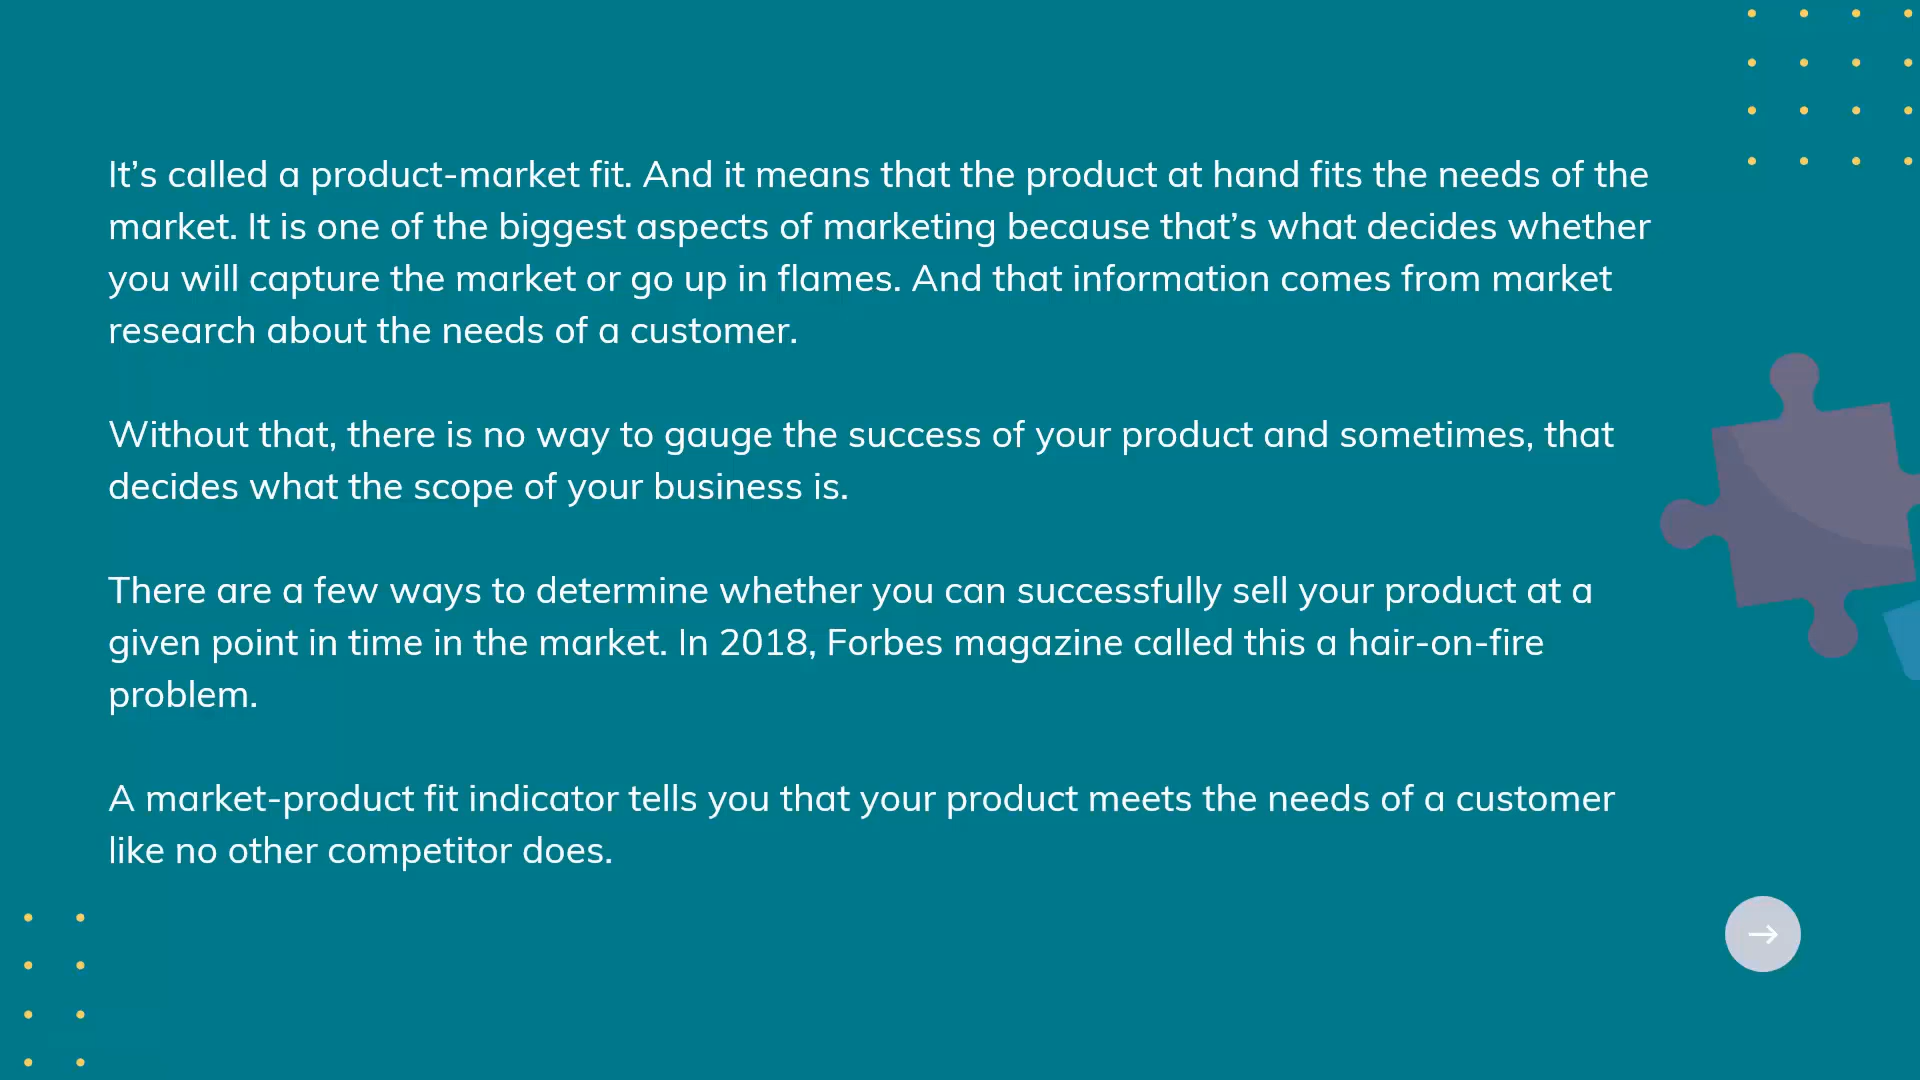 It’s called a product-market fit. And it means that the product at hand fits the needs of the
market. It is one of the biggest aspects of marketing because that’s what decides whether
you will capture the market or go up in flames. And that information comes from market
research about the needs of a customer.
Without that, there is no way to gauge the success of your product and sometimes, that
decides what the scope of your business is.
There are a few ways to determine whether you can successfully sell your product at a
given point in time in the market. In 2018, Forbes magazine called this a hair-on-fire
problem.
A market-product fit indicator tells you that your product meets the needs of a customer
like no other competitor does.